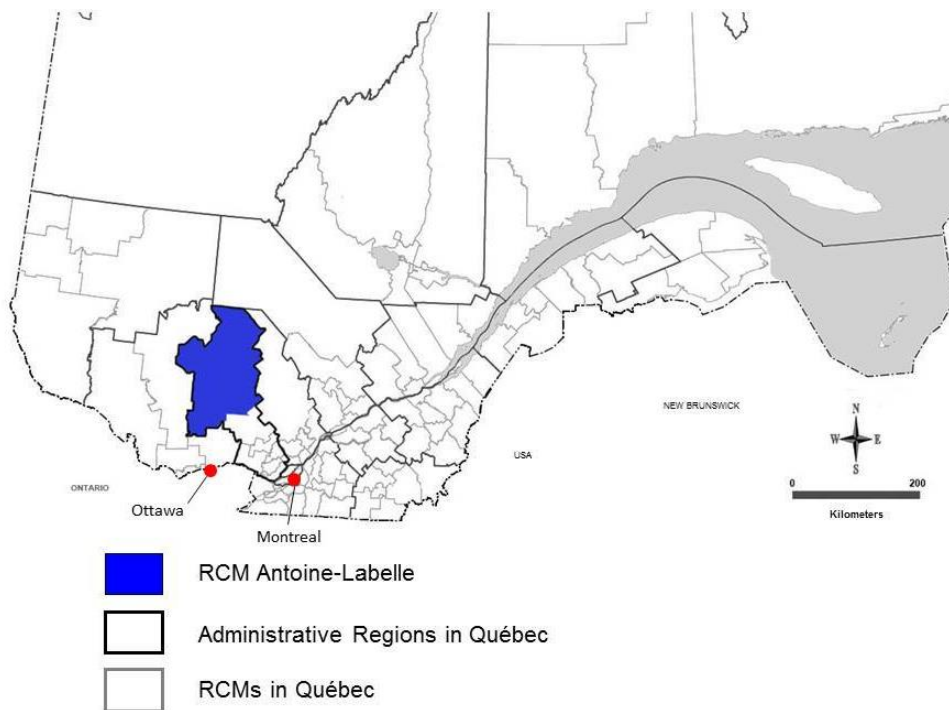 NEW BRUNSWICK
N
W E
S
USA
ONTARIO
Ottawa
Montreal
0 200
Kilometers
RCM Antoine-Labelle
Administrative Regions in Québec
RCMs in Québec